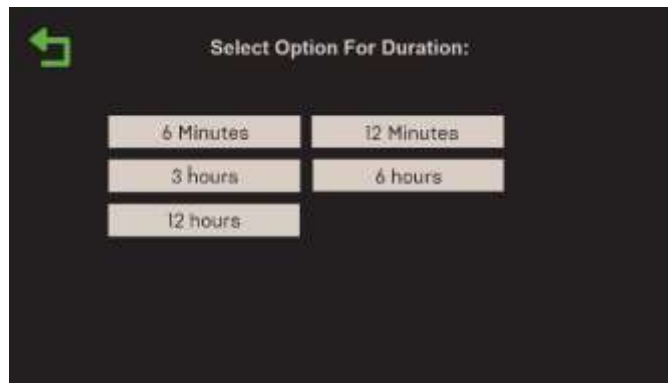 Select Option For Duration:
6 Minutes
12 Minutes
3 hours
6 hours
12 hours